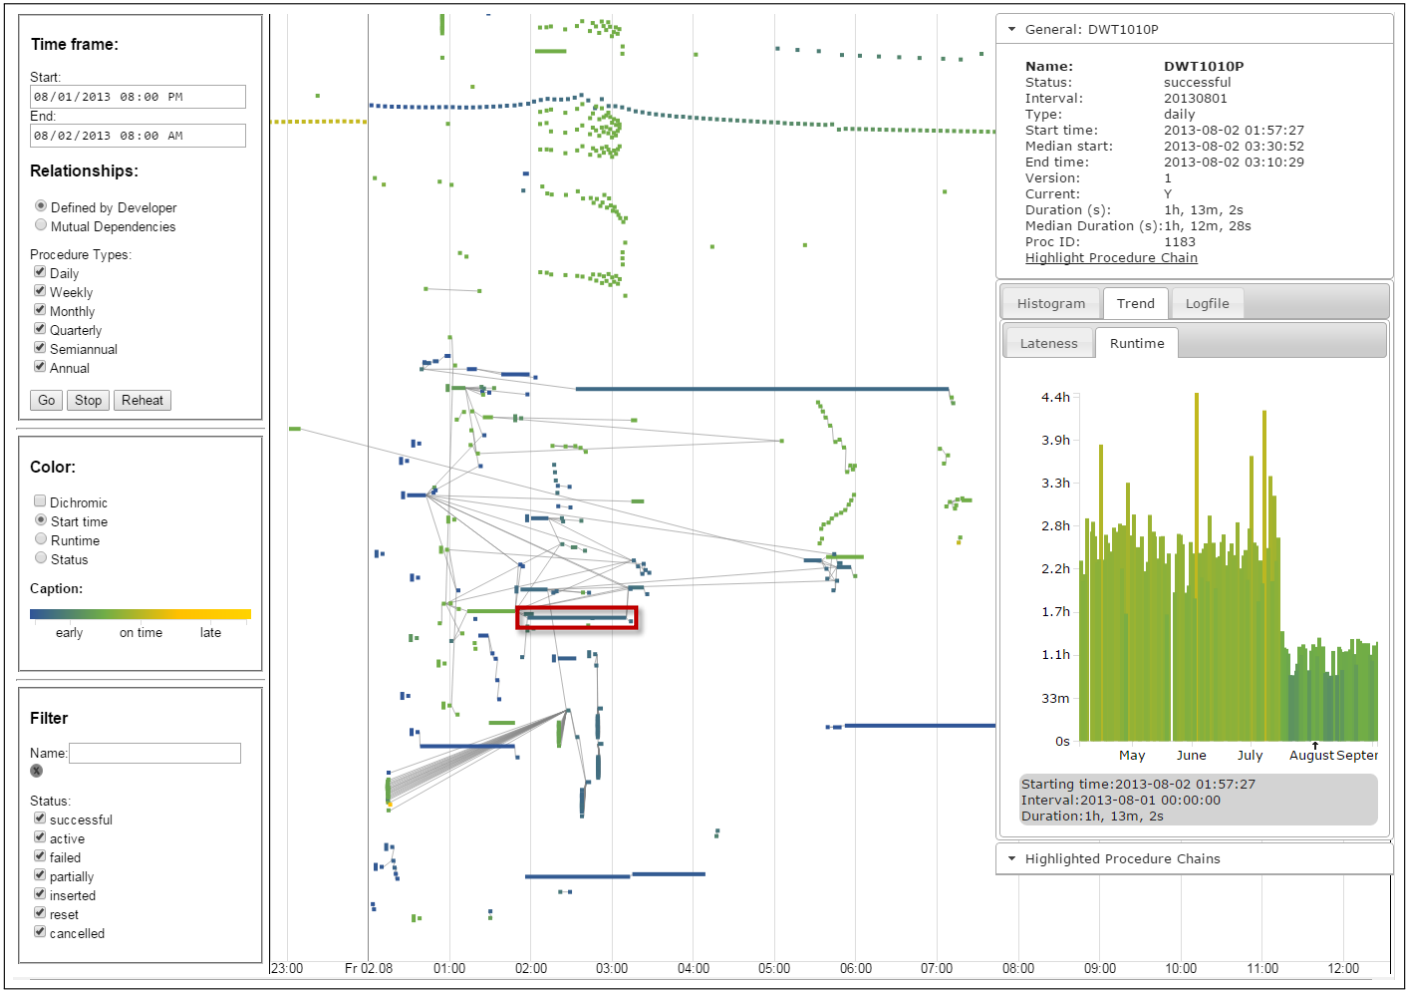 Time frame:
Start:
08/01/2013 08:00 PM
End:
08/02/2013 08:00 AM
Relationships:
Defined by Developer
Mutual Dependencies
Procedure Types:
Daily
Weekly
Monthly
Quarterly
Semiannual
Annual
Go Stop Reheat
Color:
Dichromic
Start time
Runtime
Status
Caption:
early on time late
Filter
Name:
X
Status:
successful
active
failed
partially
inserted
reset
cancelled
23:00 Fr 02.08 01:00 02:00 03:00 04:00 05:00 06:00 07:00 08:00 09:00 10:00 11:00 12:00
General: DWT1010P
Name: DWT1010P
Status: successful
Interval: 20130801
Type: daily
Start time: 2013-08-02 01:57:27
Median start: 2013-08-02 03:30:52
End time: 2013-08-02 03:10:29
Version: 1
Current: Y
Duration (s): 1h, 13m, 2s
Median Duration (s):1h, 12m, 28s
Proc ID: 1183
Highlight Procedure Chain
Histogram Trend Logfile
Lateness Runtime
4.4h
3.9h
3.3h
2.8h
2.2h
1.7h
1.1h
33m
0s
May June July August Septer
Starting time:2013-08-02 01:57:27
Interval:2013-08-01 00:00:00
Duration:1h, 13m, 2s
Highlighted Procedure Chains